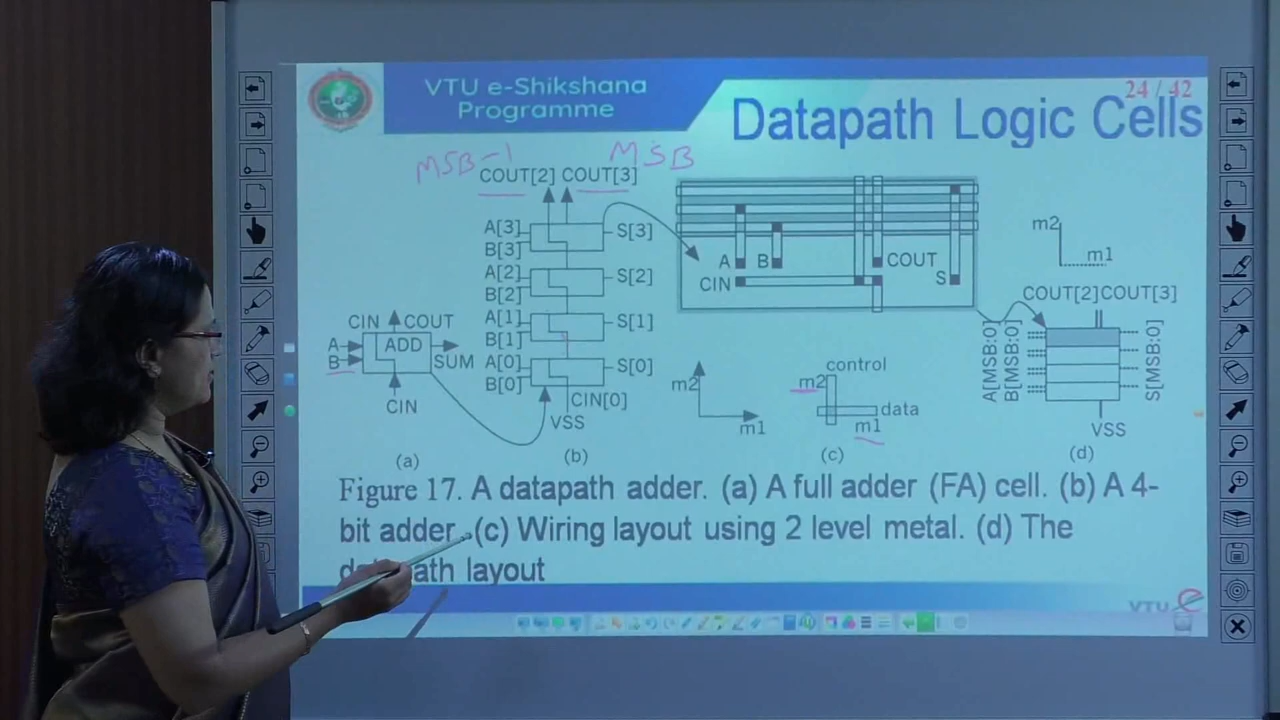 VTU e-Shikshana
Programme
24 / 42
Datapath Logic Cells
MSB-1
MSB
COUT[2] COUT[3]
A[3]
B[3]
S[3]
A[2]
B[2]
S[2]
A[1]
B[1]
S[1]
A[0]
B[0]
S[0]
CIN[0]
VSS
CIN COUT
A
B
ADD
SUM
CIN
A B COUT
CIN S
m2
m1
m2
m1
control
m2
data
m1
COUT[2] COUT[3]
A[MSB:0]
B[MSB:0]
S[MSB:0]
VSS
(a) (b) (c) (d)
Figure 17. A datapath adder. (a) A full adder (FA) cell. (b) A 4-
bit adder. (c) Wiring layout using 2 level metal. (d) The
layout
VTU e